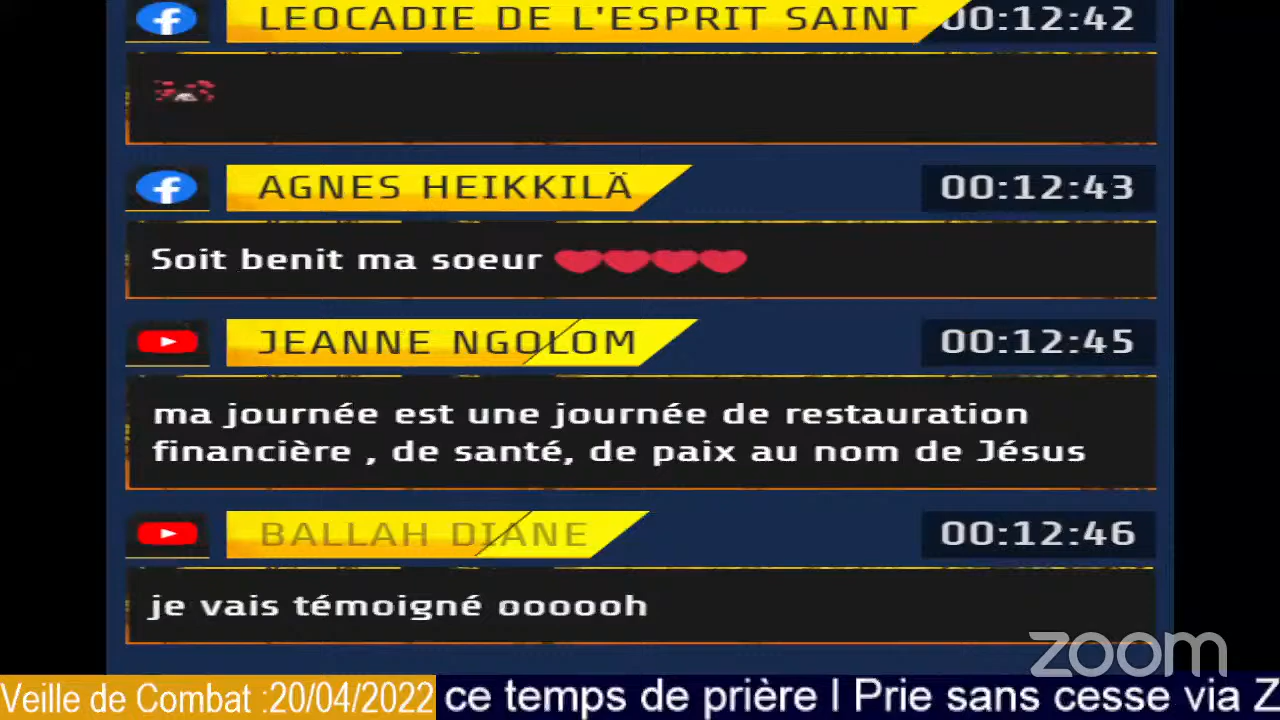 LEOCADIE DE L'ESPRIT SAINT 00:12:42
AGNES HEIKKILÄ 00:12:43
Soit benit ma soeur ❤❤❤❤
JEANNE NGOLOM 00:12:45
ma journée est une journée de restauration
financière , de santé, de paix au nom de Jésus
BALLAH DIANE 00:12:46
je vais témoigné oooooh
zoom
Veille de Combat :20/04/2022 ce temps de prière l Prie sans cesse via Z